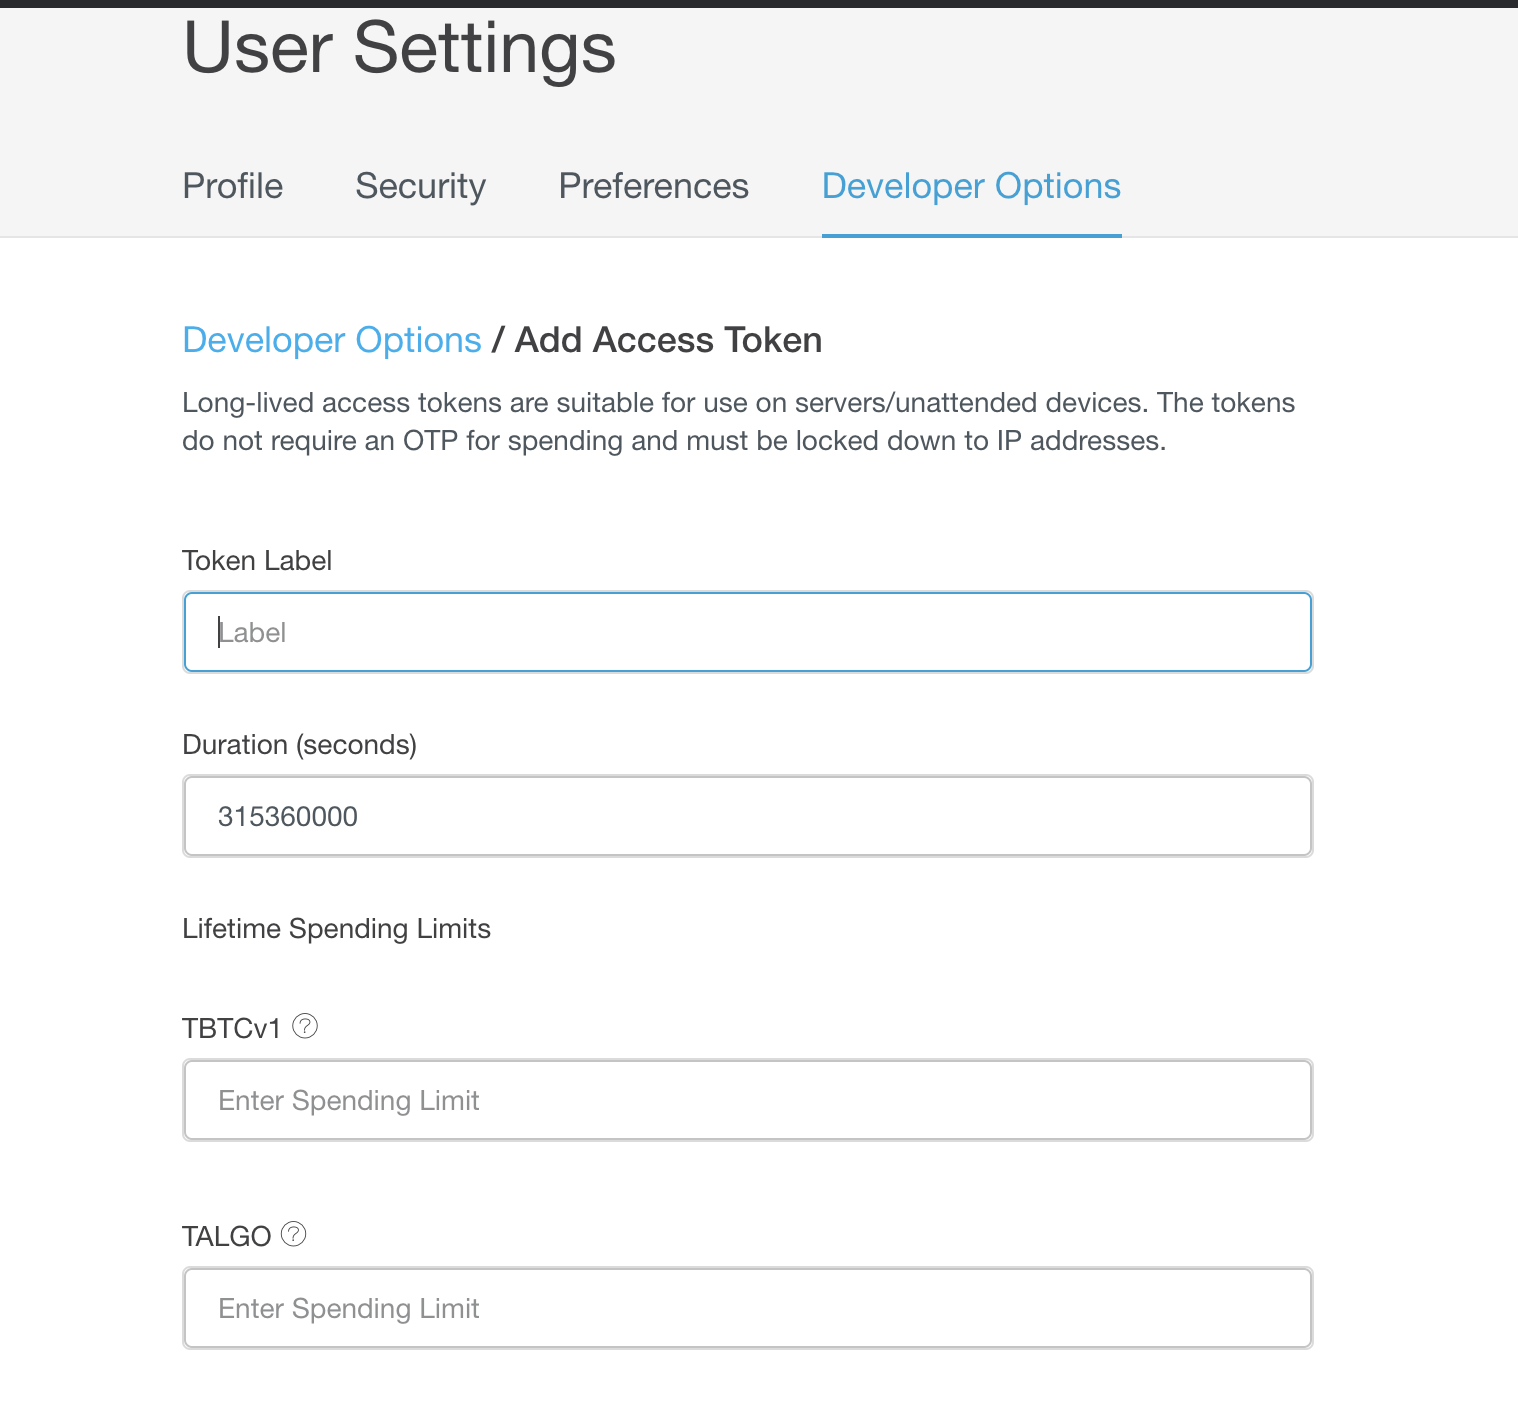 User Settings
Profile Security Preferences Developer Options
Developer Options / Add Access Token
Long-lived access tokens are suitable for use on servers/unattended devices. The tokens
do not require an OTP for spending and must be locked down to IP addresses.
Token Label
Label
Duration (seconds)
315360000
Lifetime Spending Limits
TBTCv1 ?
Enter Spending Limit
TALGO ?
Enter Spending Limit